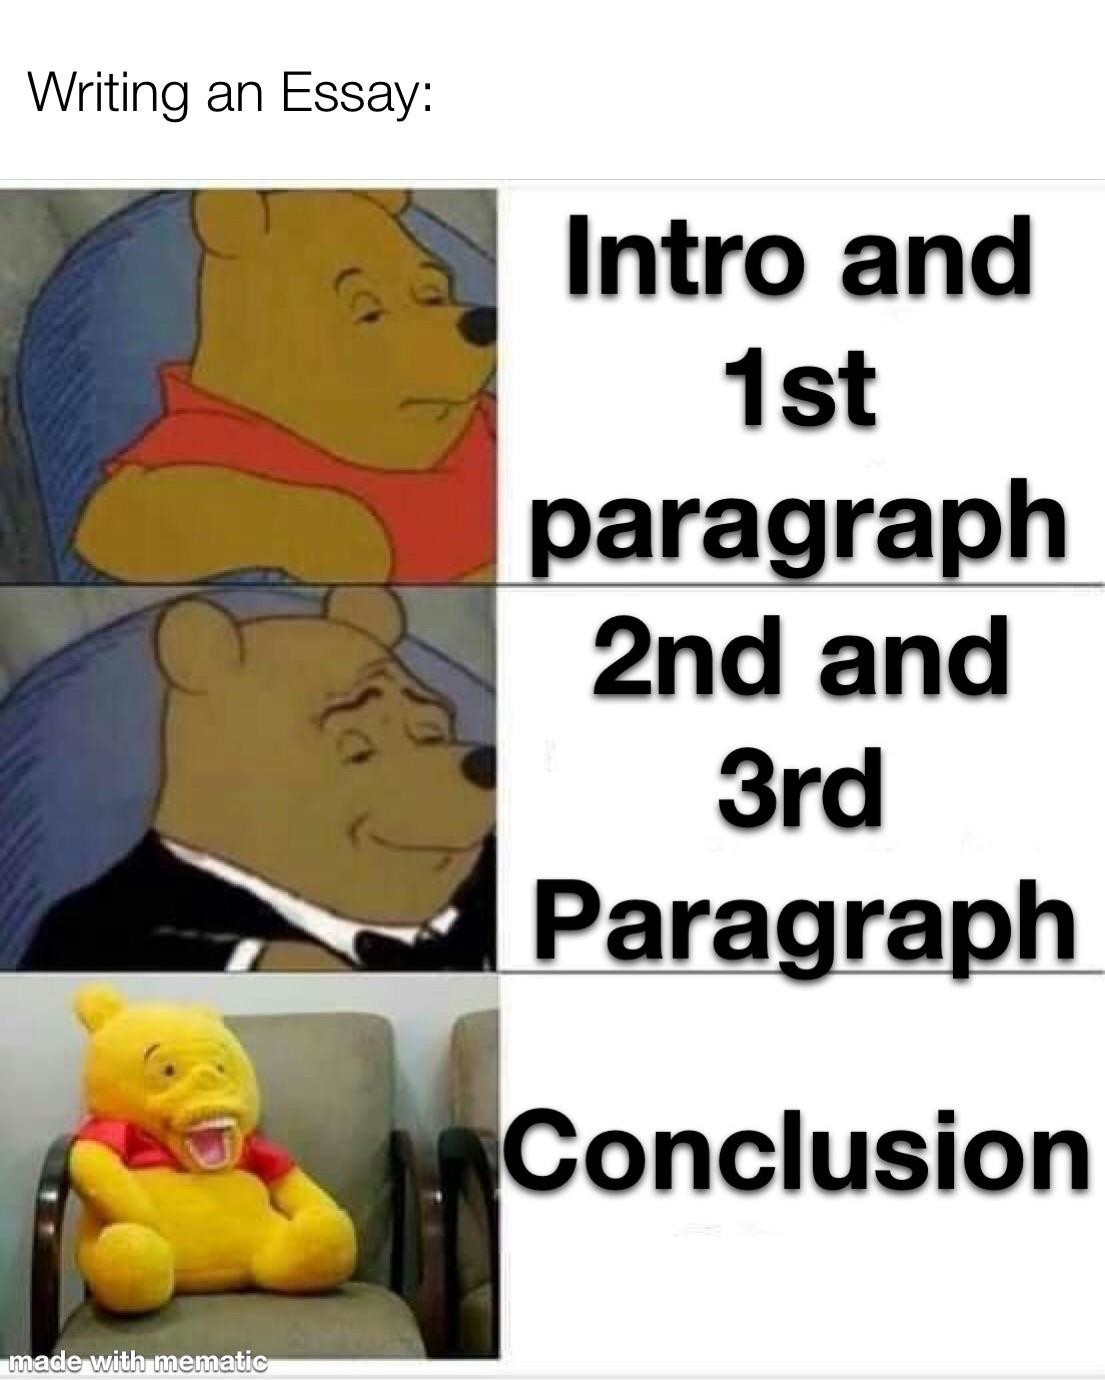 Writing an Essay:
Intro and
1st
paragraph
2nd and
3rd
Paragraph
Conclusion
made with mematic